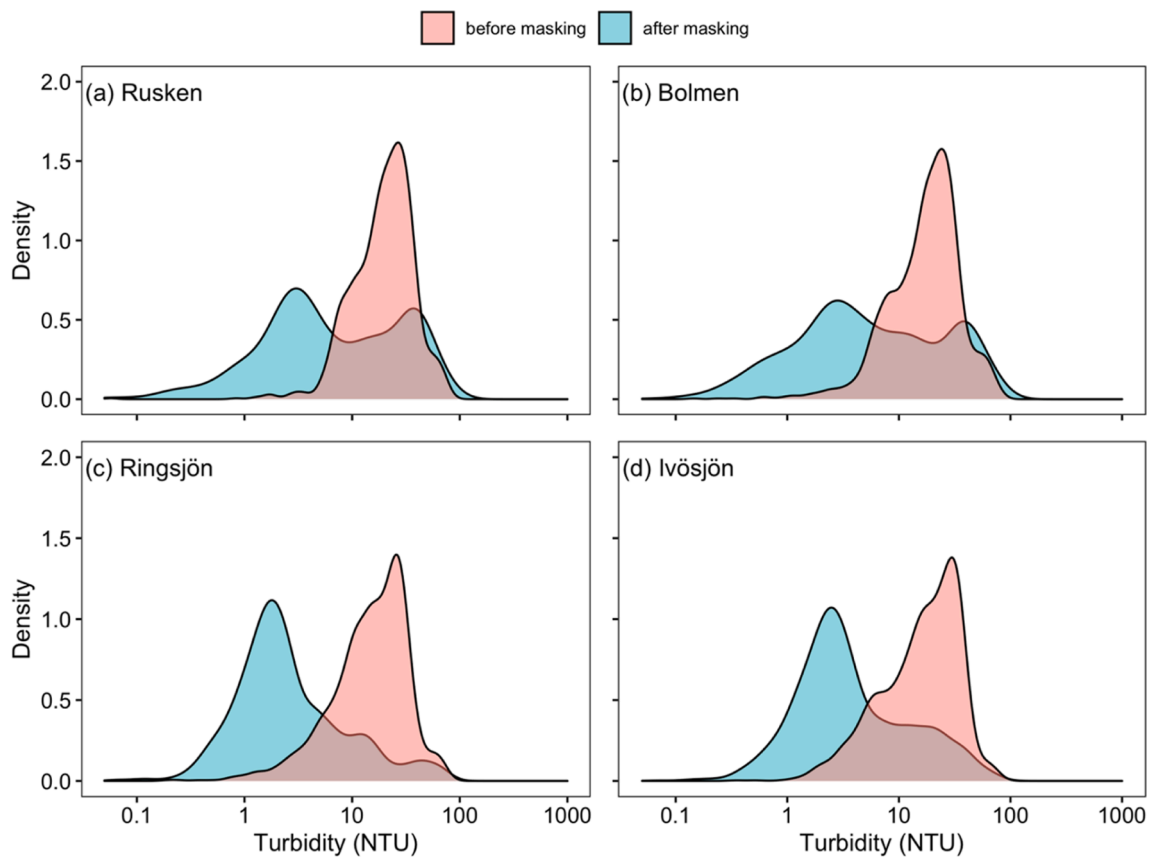 before masking after masking
(a) Rusken
(b) Bolmen
2.0
1.5
1.0
0.5
0.0
Density
(c) Ringsjön
(d) Ivösjön
2.0
1.5
1.0
0.5
0.0
Density
0.1 1 10 100 1000
0.1 1 10 100 1000
Turbidity (NTU)
Turbidity (NTU)